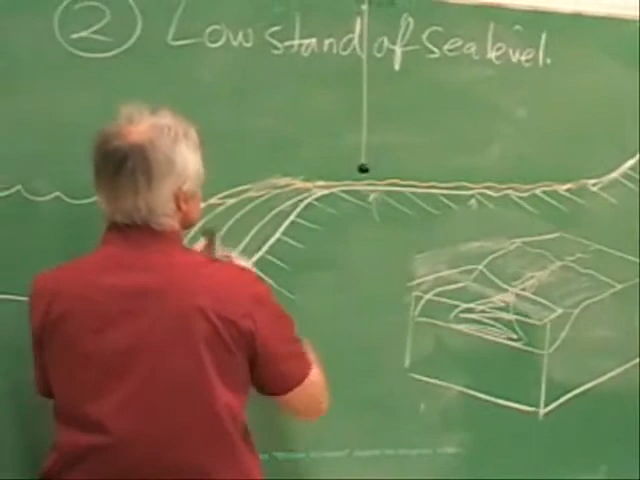 ② Low stand of sea level.